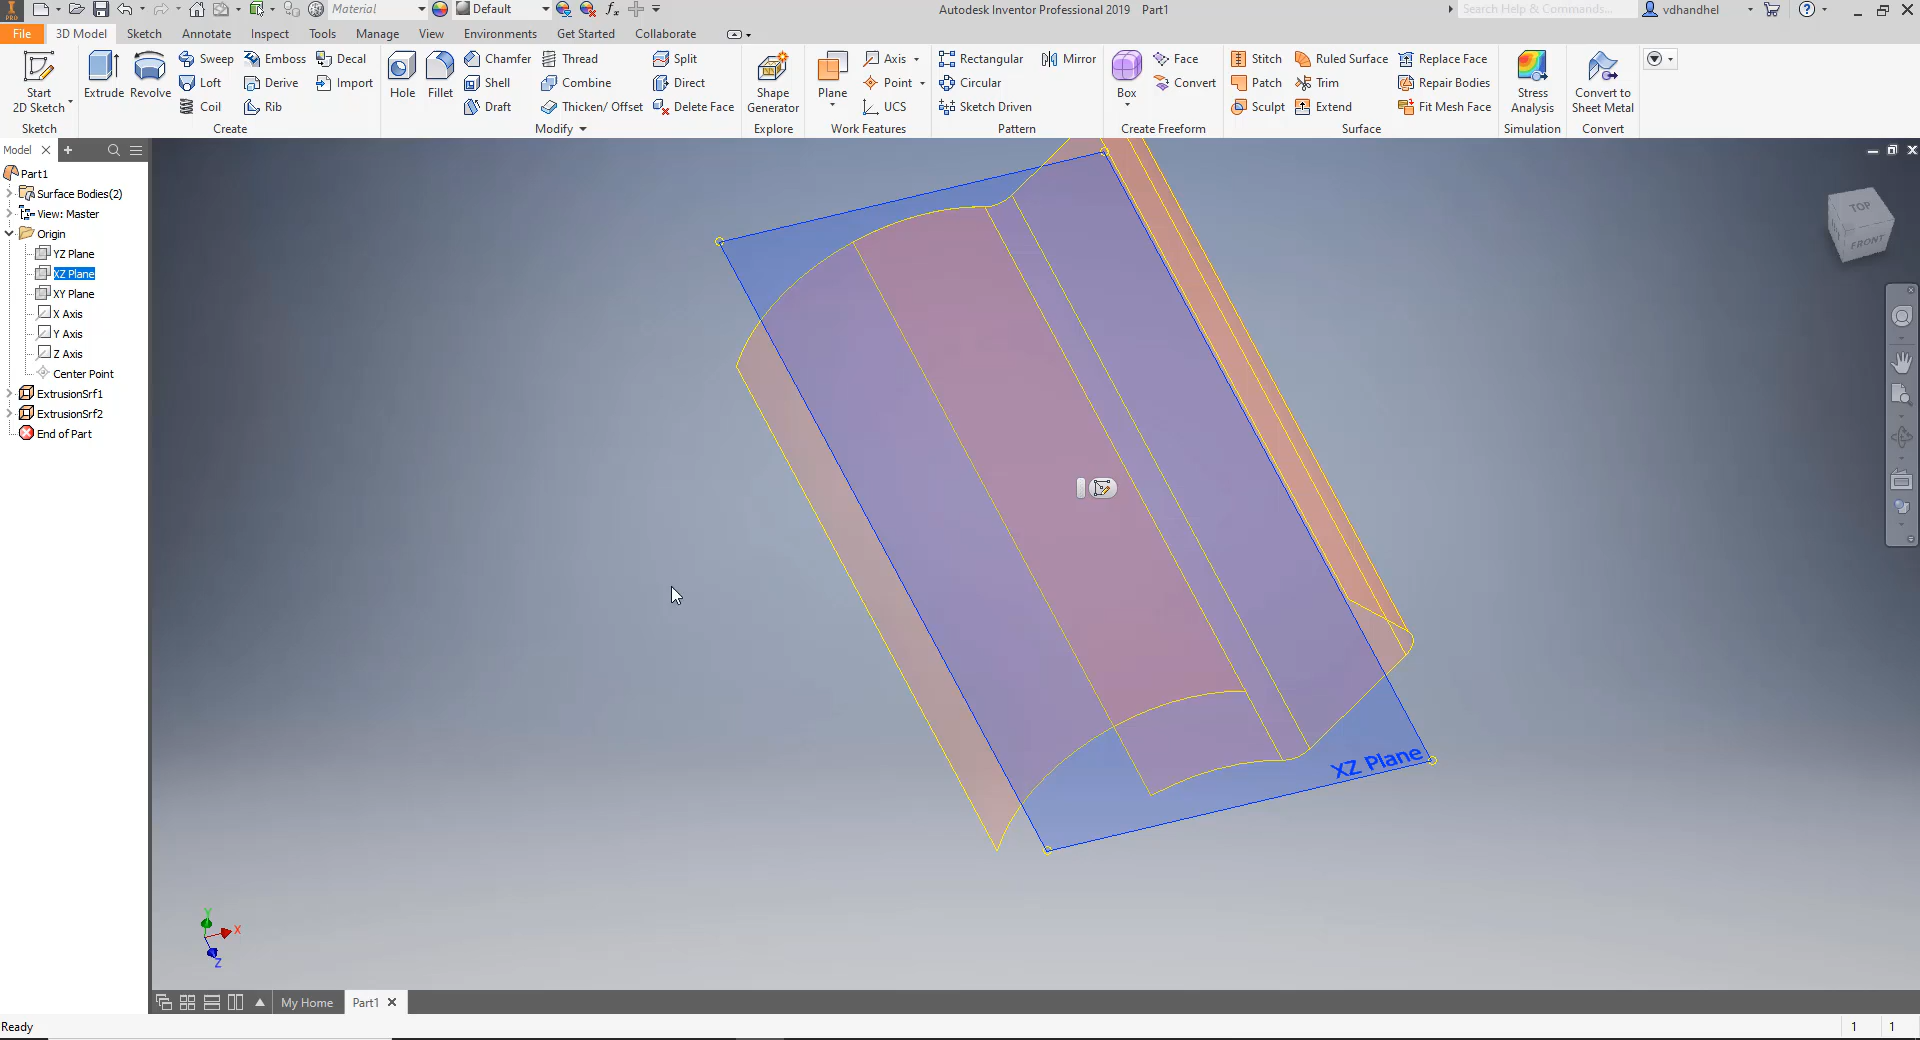 Material
Default
Autodesk Inventor Professional 2019 Part1
Search Help & Commands...
vdhandhel
File 3D Model Sketch Annotate Inspect Tools Manage View Environments Get Started Collaborate
Start 2D Sketch
Sketch
Extrude
Revolve
Sweep
Loft
Coil
Emboss
Derive
Rib
Decal
Import
Create
Hole
Fillet
Chamfer
Shell
Draft
Thread
Combine
Thicken/ Offset
Split
Direct
Delete Face
Modify
Shape Generator
Explore
Plane
Axis
Point
UCS
Work Features
Rectangular
Circular
Sketch Driven
Mirror
Pattern
Box
Face
Convert
Create Freeform
Stitch
Patch
Sculpt
Ruled Surface
Trim
Extend
Replace Face
Repair Bodies
Fit Mesh Face
Surface
Stress Analysis
Simulation
Convert to Sheet Metal
Convert
Model
Part1
Surface Bodies(2)
View: Master
Origin
YZ Plane
XZ Plane
XY Plane
X Axis
Y Axis
Z Axis
Center Point
ExtrusionSrf1
ExtrusionSrf2
End of Part
TOP
FRONT
XZ Plane
Y
X
Z
My Home
Part1
Ready
1 1